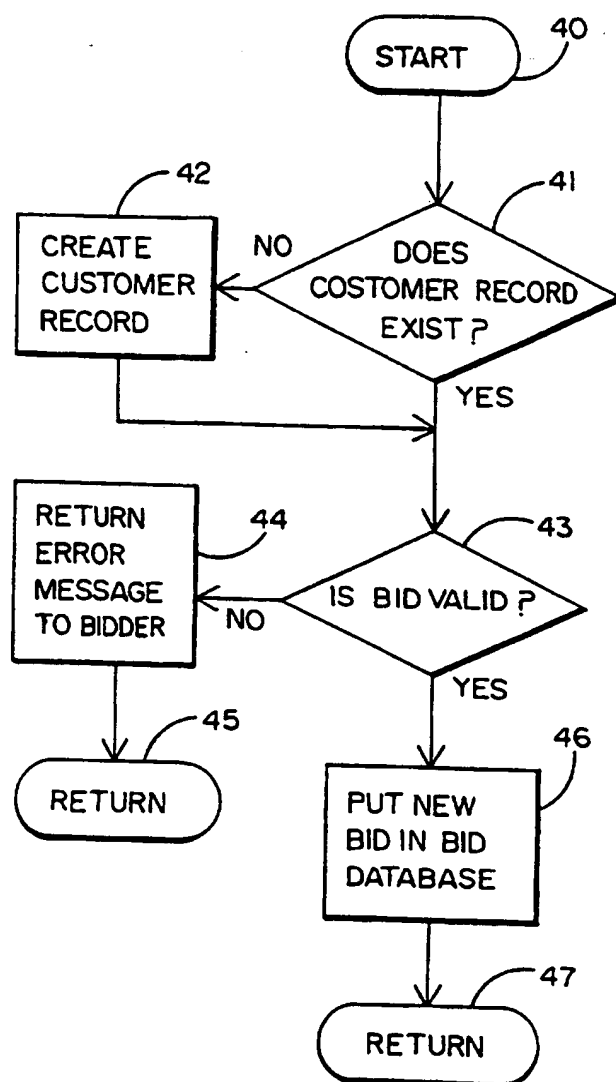 40
START
42
41
CREATE
CUSTOMER
RECORD
NO
DOES
COSTOMER RECORD
EXIST?
YES
RETURN
ERROR
MESSAGE
TO BIDDER
44
NO
43
IS BID VALID?
YES
45
RETURN
46
PUT NEW
BID IN BID
DATABASE
47
RETURN